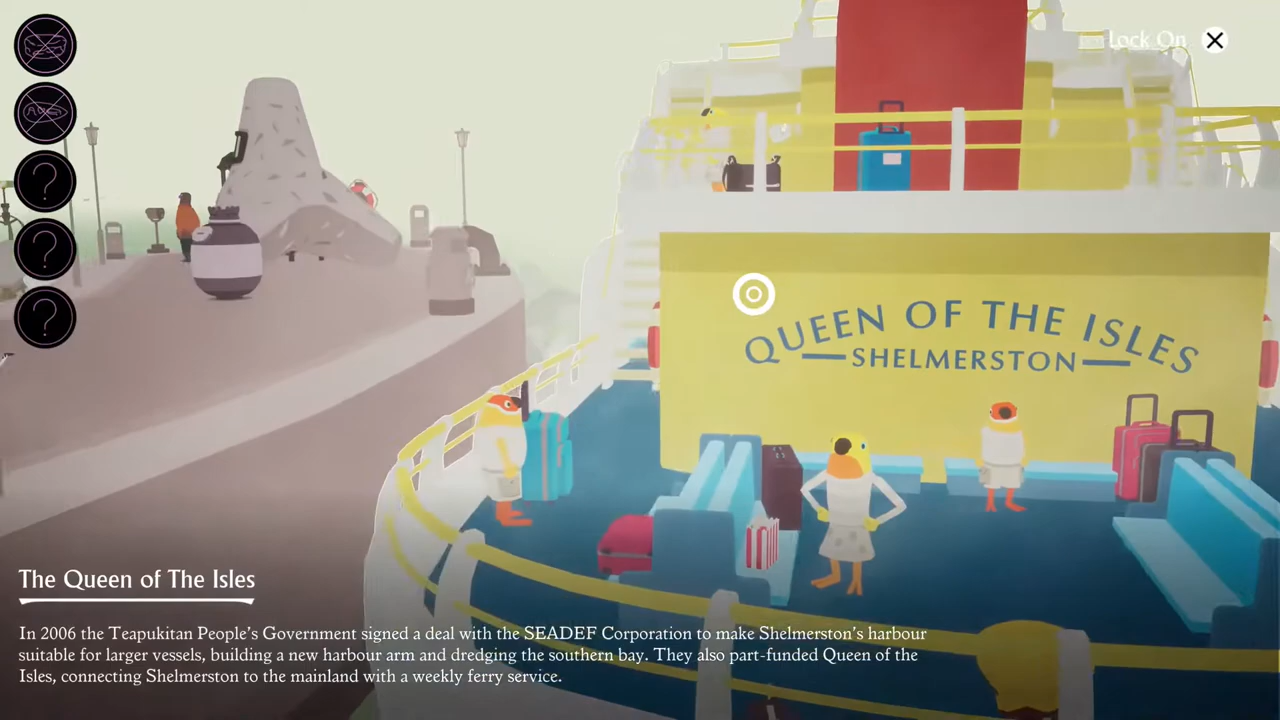 Lock On
QUEEN OF THE ISLES
SHELMERSTON
The Queen of The Isles
In 2006 the Teapukitan People's Government signed a deal with the SEADEF Corporation to make Shelmerston's harbour
suitable for larger vessels, building a new harbour arm and dredging the southern bay. They also part-funded Queen of the
Isles, connecting Shelmerston to the mainland with a weekly ferry service.